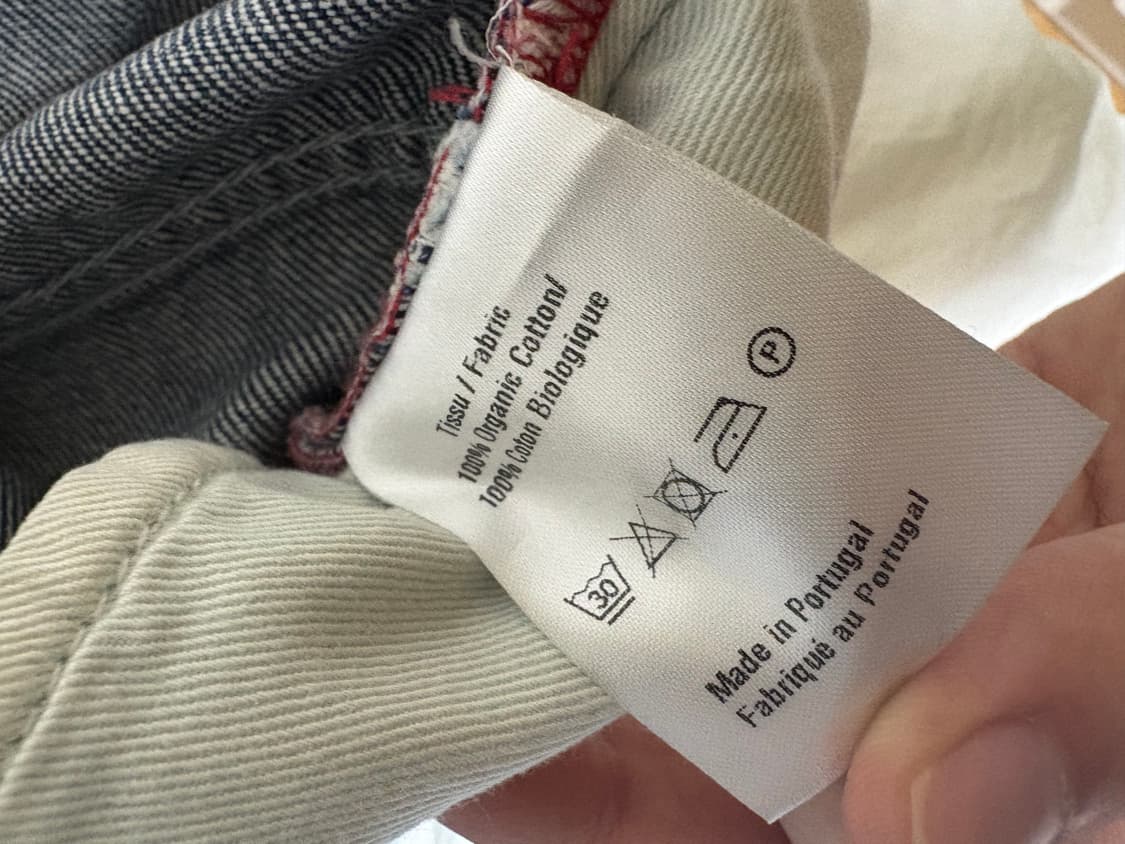 Tissu / Fabric
100% Organic Cotton/
100% Coton Biologique
30
P
Made in Portugal
Fabriqué au Portugal